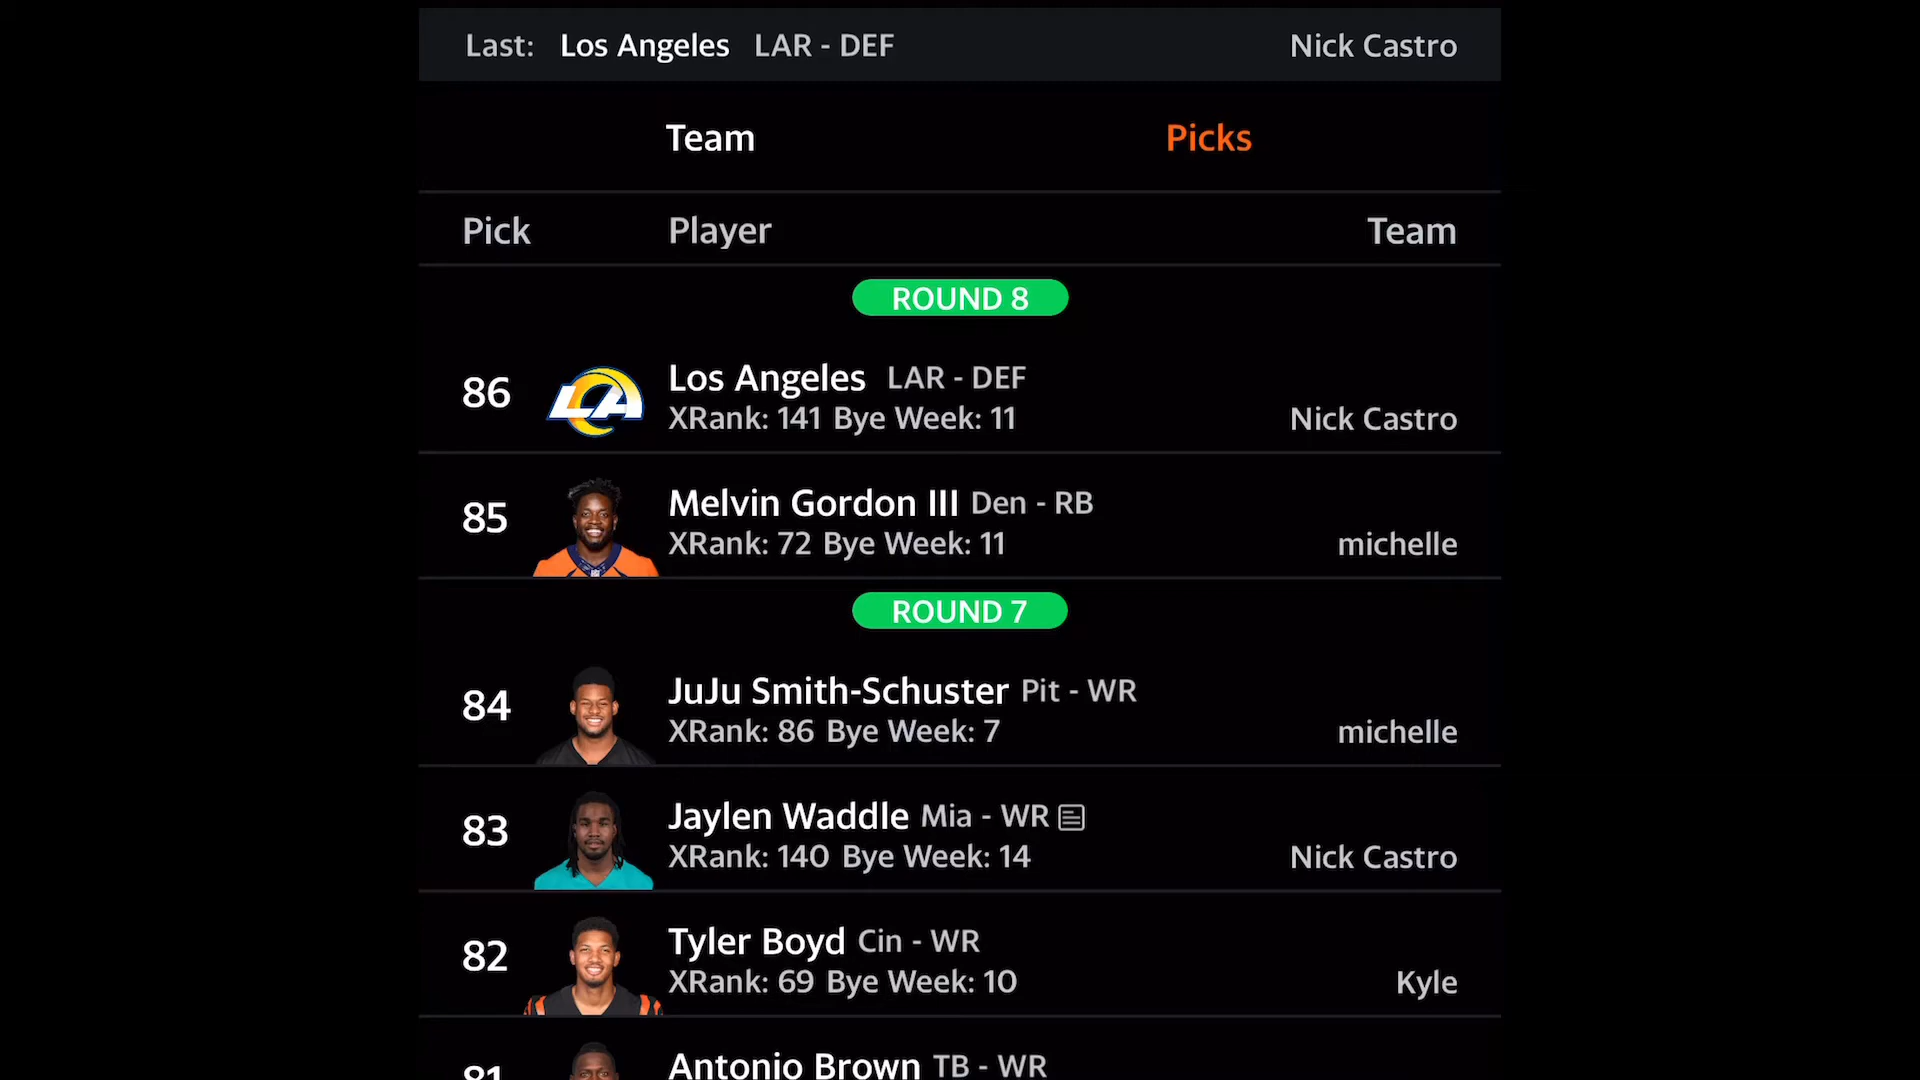 Last: Los Angeles LAR - DEF Nick Castro
Team Picks
Pick Player Team
ROUND 8
86 Los Angeles LAR - DEF
XRank: 141 Bye Week: 11 Nick Castro
85 Melvin Gordon III Den - RB
XRank: 72 Bye Week: 11 michelle
ROUND 7
84 JuJu Smith-Schuster Pit - WR
XRank: 86 Bye Week: 7 michelle
83 Jaylen Waddle Mia - WR
XRank: 140 Bye Week: 14 Nick Castro
82 Tyler Boyd Cin - WR
XRank: 69 Bye Week: 10 Kyle
81 Antonio Brown TB - WR